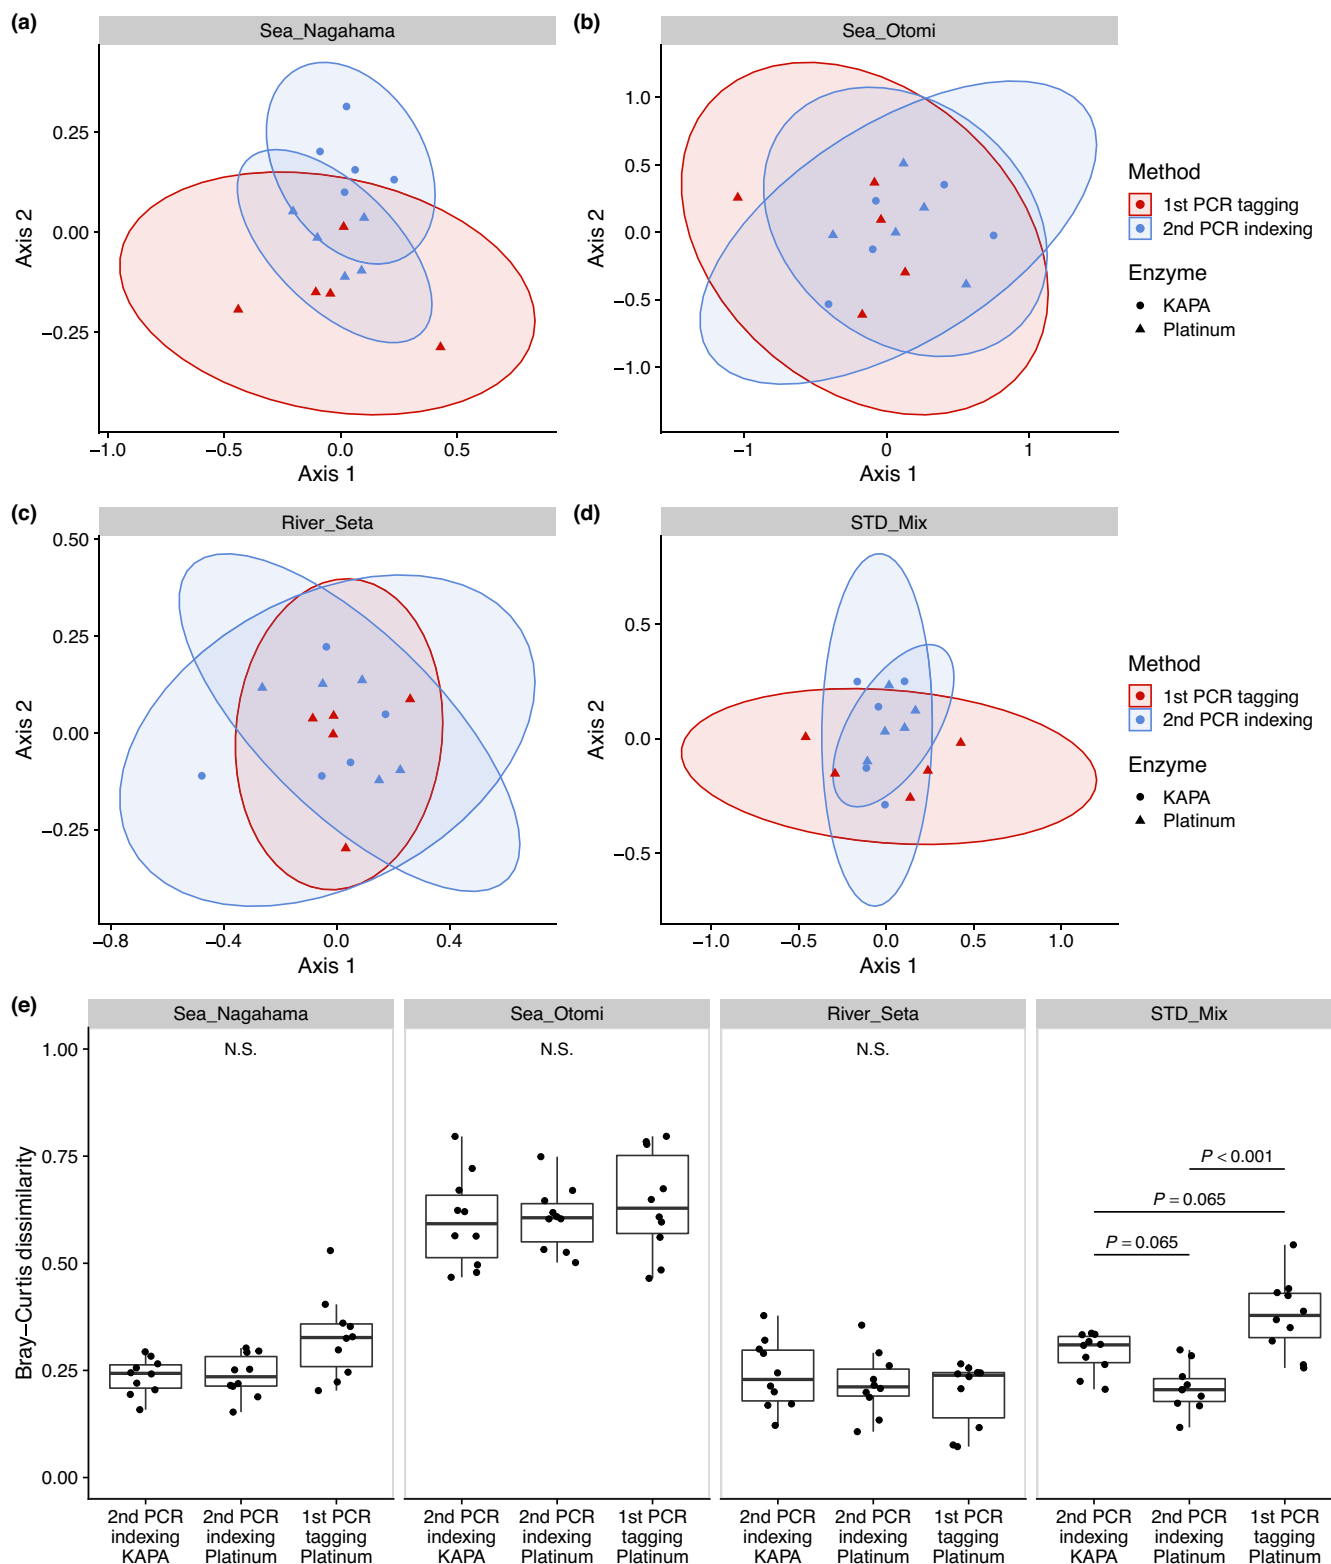 (a)
Sea_Nagahama
0.25
0.00
−0.25
Axis 2
−1.0 −0.5 0.0 0.5
Axis 1
(b)
Sea_Otomi
1.0
0.5
0.0
−0.5
−1.0
Axis 2
−1 0 1
Axis 1
Method
1st PCR tagging
2nd PCR indexing
Enzyme
KAPA
Platinum
(c)
River_Seta
0.50
0.25
0.00
−0.25
Axis 2
−0.8 −0.4 0.0 0.4
Axis 1
(d)
STD_Mix
0.5
0.0
−0.5
Axis 2
−1.0 −0.5 0.0 0.5 1.0
Axis 1
Method
1st PCR tagging
2nd PCR indexing
Enzyme
KAPA
Platinum
(e)
Sea_Nagahama Sea_Otomi River_Seta STD_Mix
Bray−Curtis dissimilarity
1.00
0.75
0.50
0.25
0.00
N.S. N.S. N.S.
P < 0.001
P = 0.065
P = 0.065
2nd PCR 2nd PCR 1st PCR 2nd PCR 2nd PCR 1st PCR 2nd PCR 2nd PCR 1st PCR 2nd PCR 2nd PCR 1st PCR
indexing indexing tagging indexing indexing tagging indexing indexing tagging indexing indexing tagging
KAPA Platinum Platinum KAPA Platinum Platinum KAPA Platinum Platinum KAPA Platinum Platinum